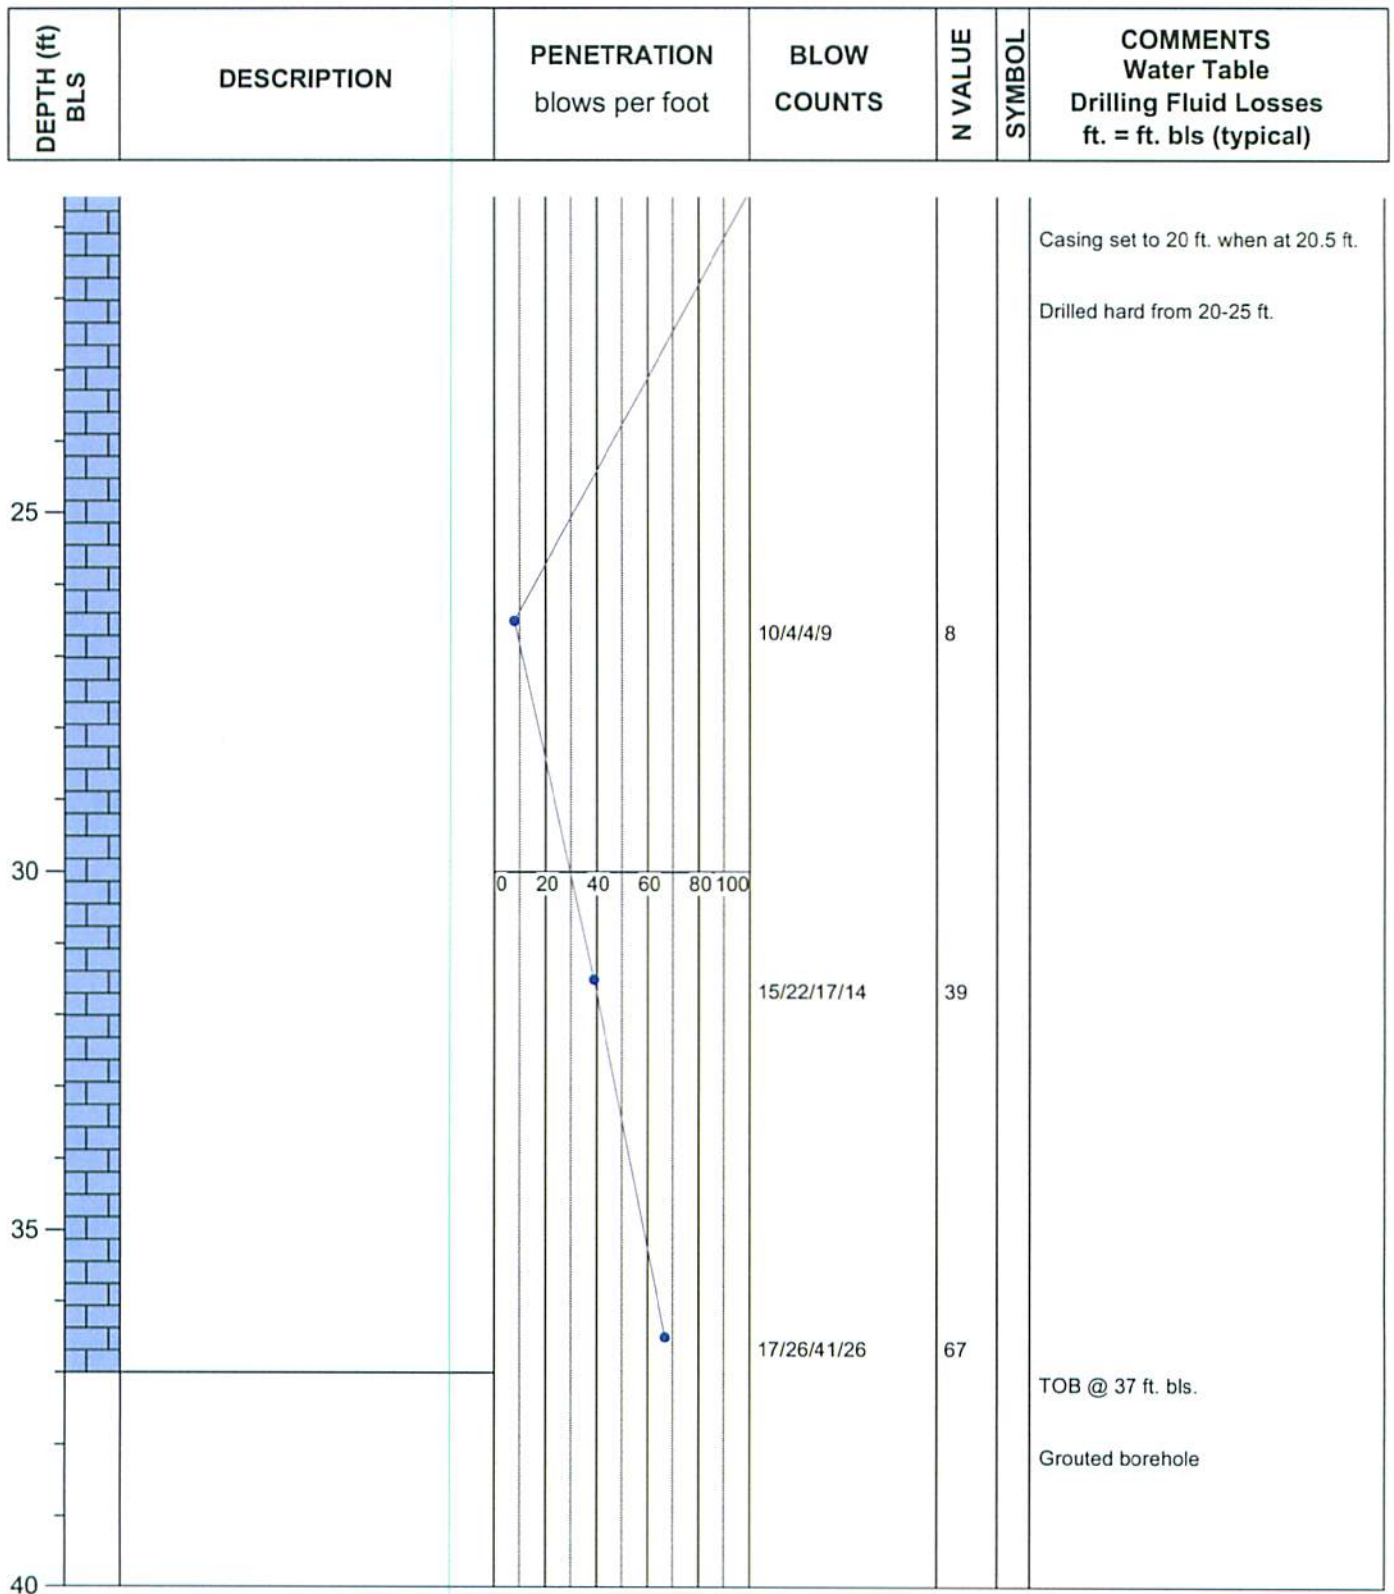 DEPTH (ft)
BLS
DESCRIPTION
PENETRATION
blows per foot
BLOW
COUNTS
N VALUE
SYMBOL
COMMENTS
Water Table
Drilling Fluid Losses
ft. = ft. bls (typical)
Casing set to 20 ft. when at 20.5 ft.
Drilled hard from 20-25 ft.
25
10/4/4/9 8
30
0 20 40 60 80 100
15/22/17/14 39
35
17/26/41/26 67
TOB @ 37 ft. bls.
Grouted borehole
40